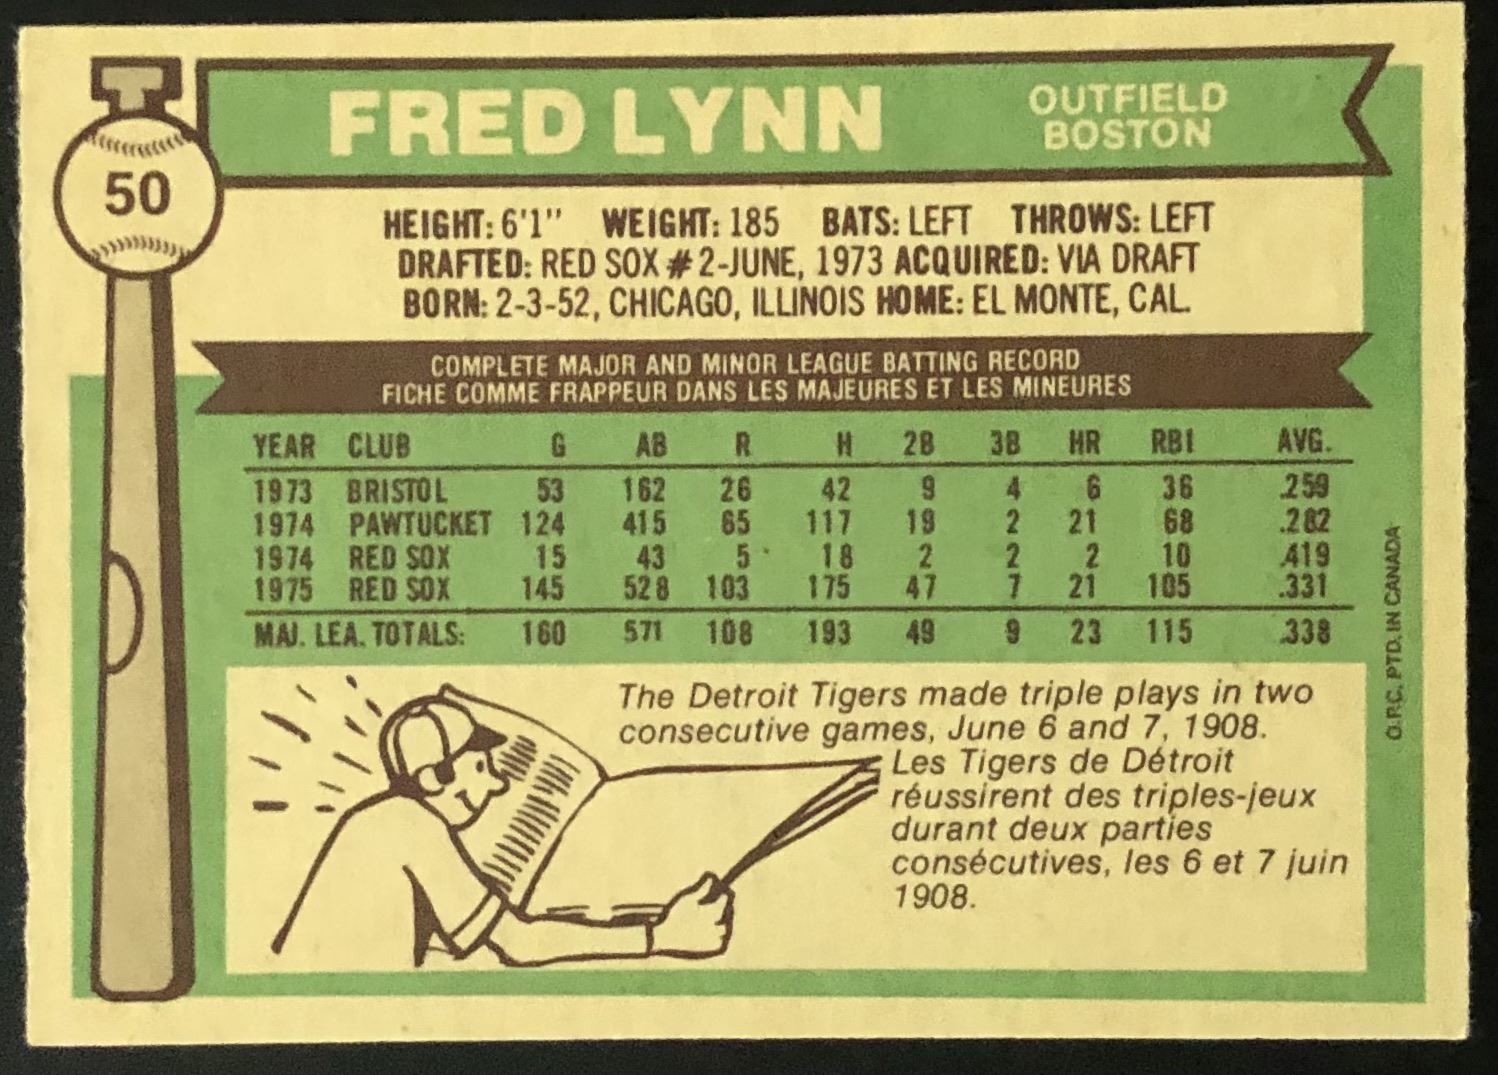 FRED LYNN
OUTFIELD
BOSTON
50
HEIGHT: 6'1" WEIGHT: 185 BATS: LEFT THROWS: LEFT
DRAFTED: RED SOX # 2-JUNE, 1973 ACQUIRED: VIA DRAFT
BORN: 2-3-52, CHICAGO, ILLINOIS HOME: EL MONTE, CAL.
COMPLETE MAJOR AND MINOR LEAGUE BATTING RECORD
FICHE COMME FRAPPEUR DANS LES MAJEURES ET LES MINEURES
YEAR CLUB G AB R H 2B 3B HR RBI AVG.
1973 BRISTOL 53 162 26 42 9 4 6 36 .259
1974 PAWTUCKET 124 415 65 117 19 2 21 68 .282
1974 RED SOX 15 43 5 18 2 2 2 10 .419
1975 RED SOX 145 528 103 175 47 7 21 105 .331
MAJ. LEA. TOTALS: 160 571 108 193 49 9 23 115 .338
The Detroit Tigers made triple plays in two
consecutive games, June 6 and 7, 1908.
Les Tigers de Détroit
réussirent des triples-jeux
durant deux parties
consécutives, les 6 et 7 juin
1908.
O.P.C. PTD. IN CANADA